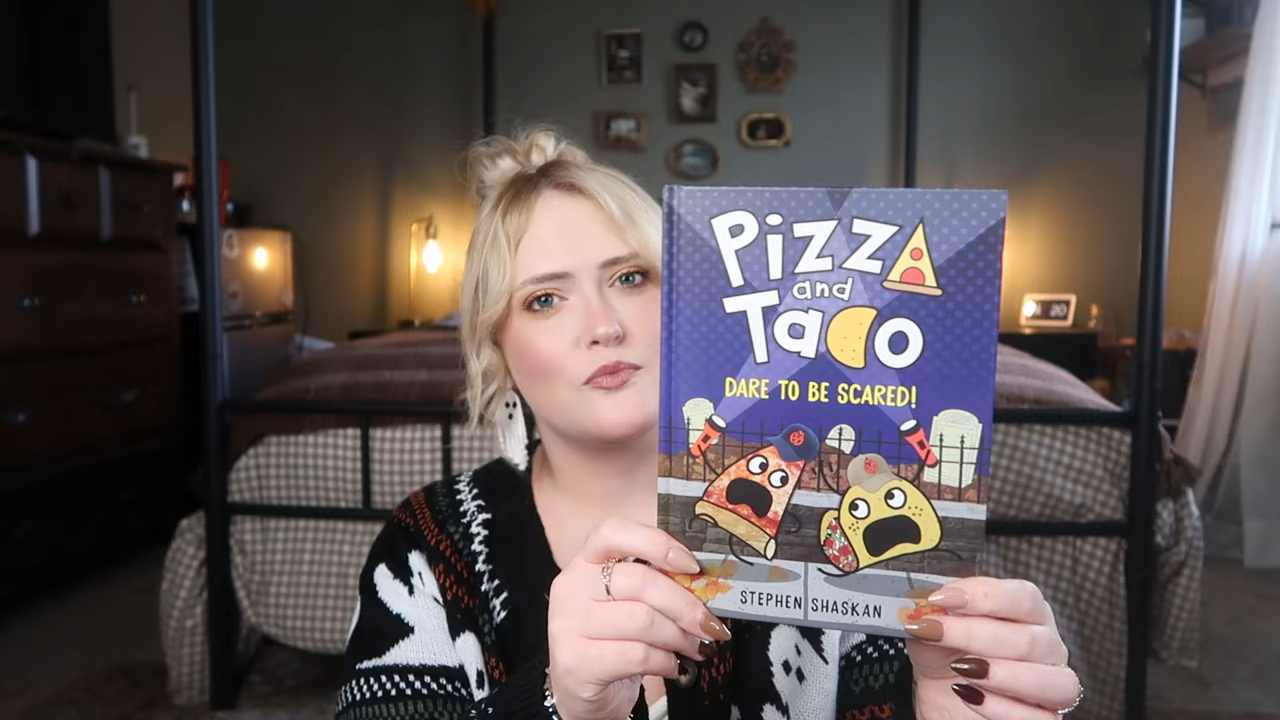 Pizza
and
Taco
DARE TO BE SCARED!
STEPHEN SHASKAN